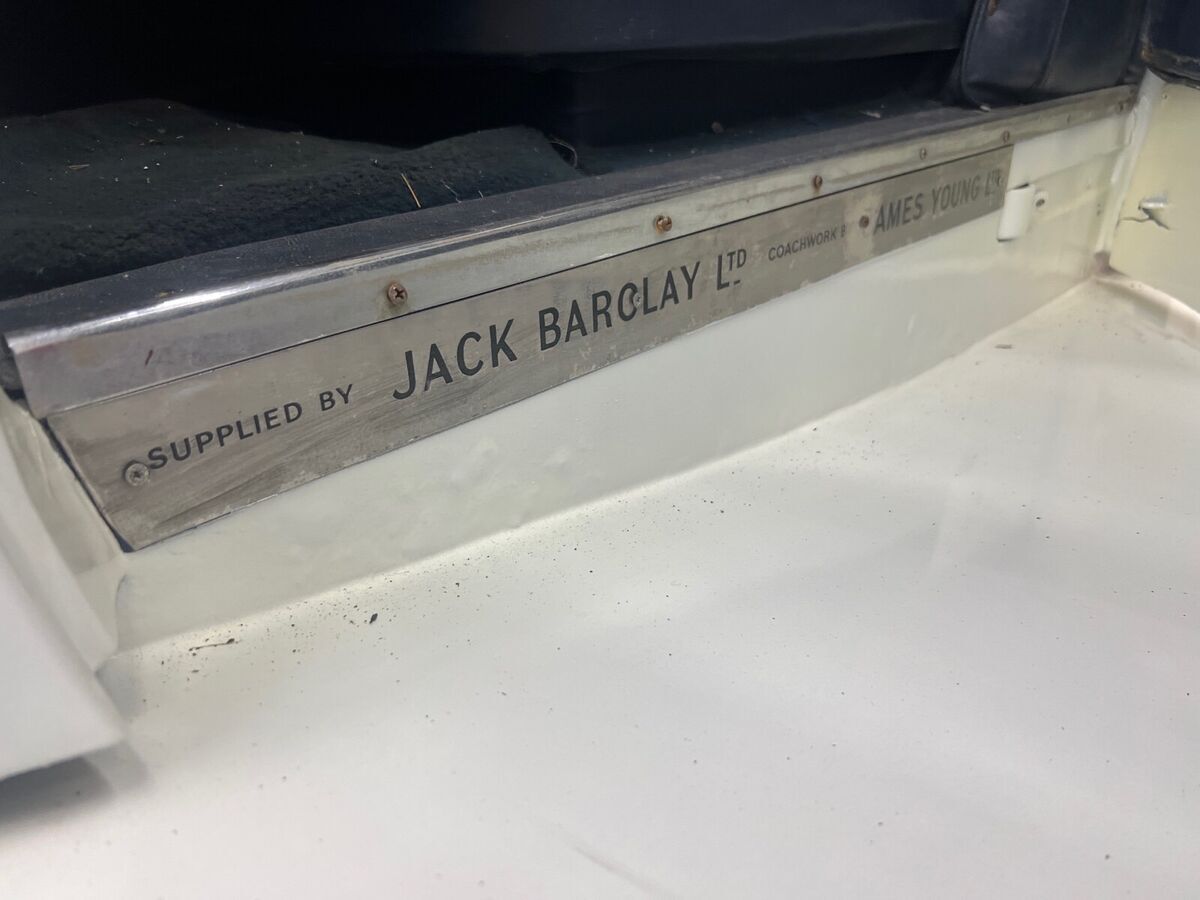 SUPPLIED BY JACK BARCLAY LTD COACHWORK B AMES YOUNG LTD